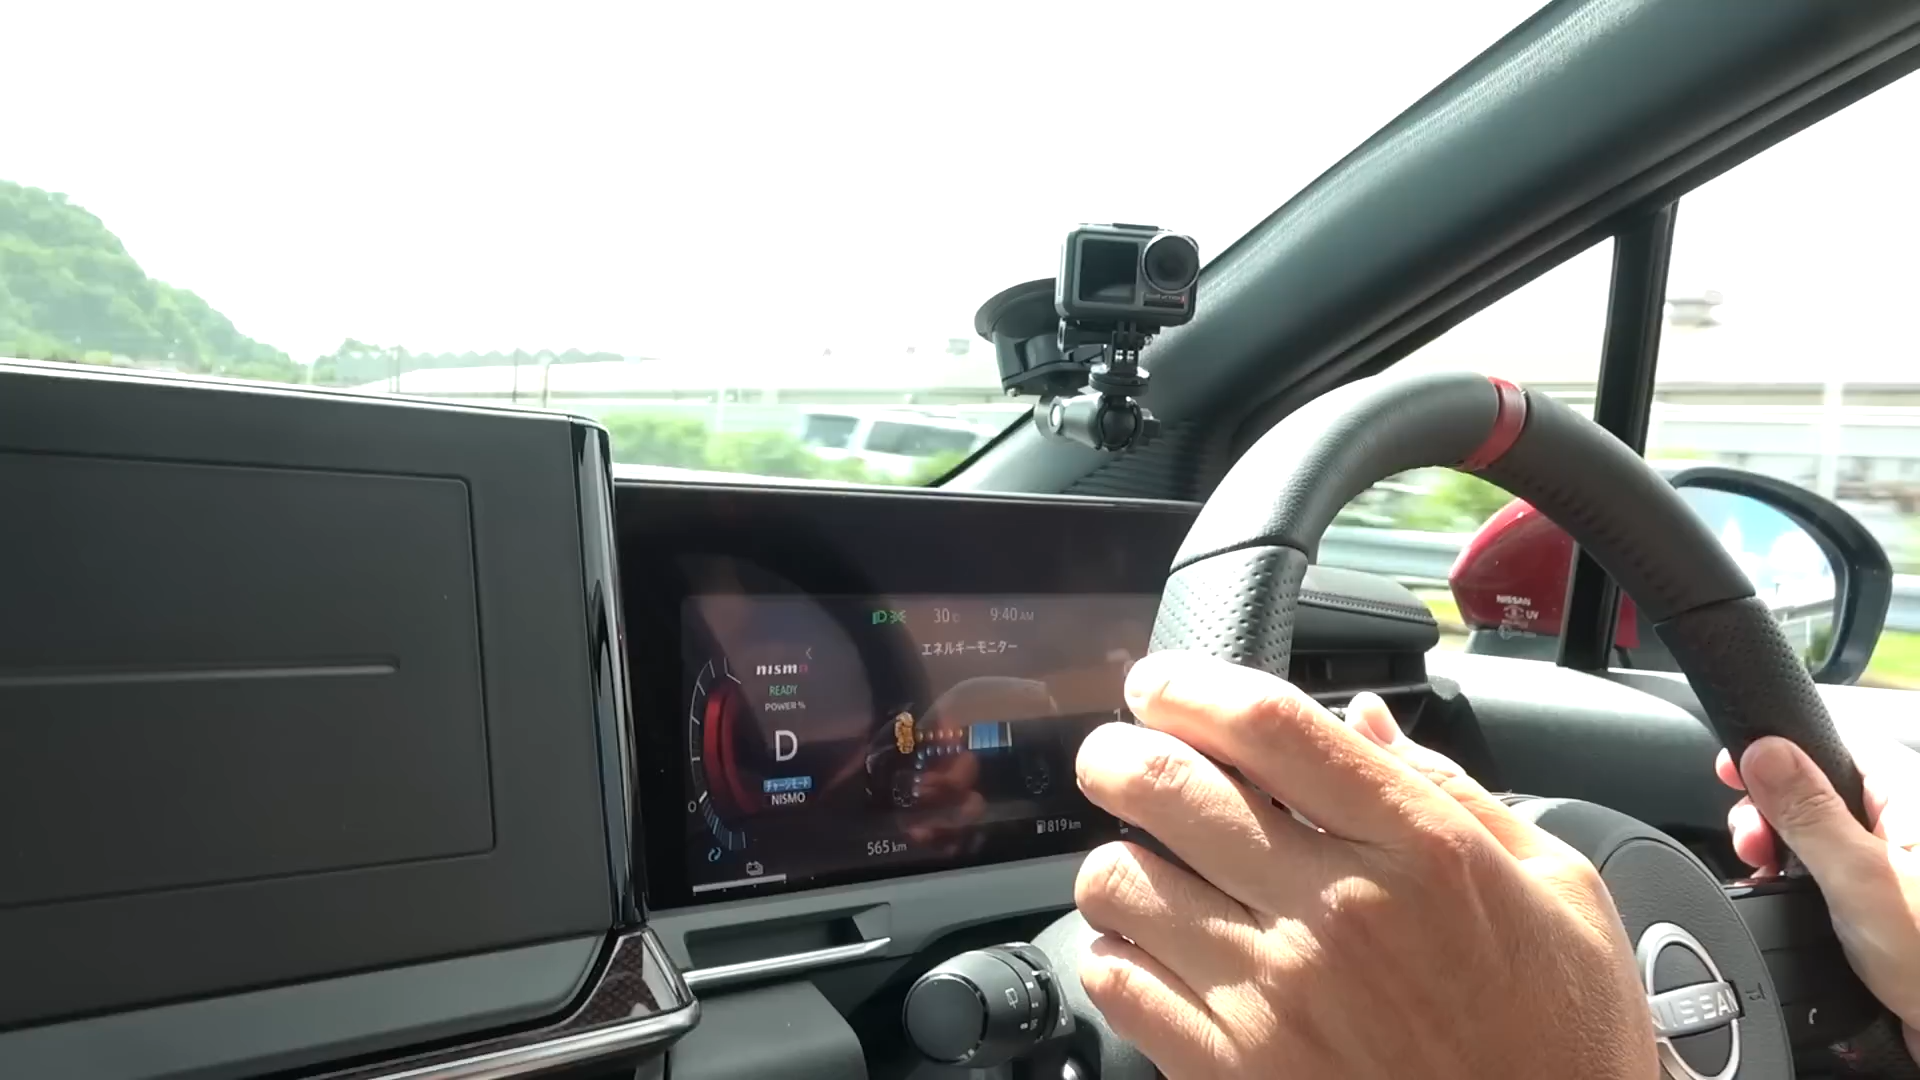 30℃ 9:40 AM
エネルギーモニター
nismo
READY
POWER %
D
チャージモード
NISMO
0
565 km
819 km
NISSAN
UV
NISSAN